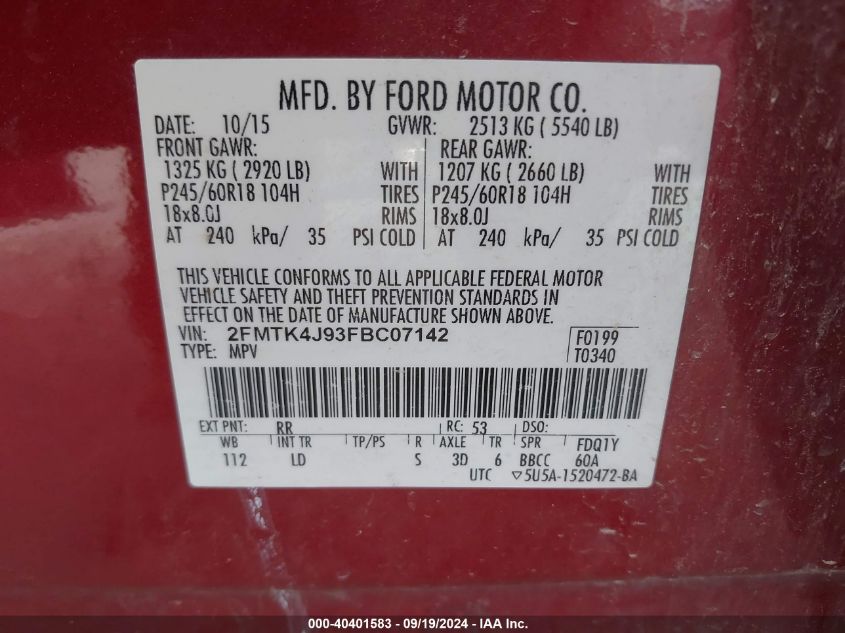 MFD. BY FORD MOTOR CO.
DATE: 10/15 GVWR: 2513 KG ( 5540 LB)
FRONT GAWR: REAR GAWR:
1325 KG ( 2920 LB) WITH 1207 KG ( 2660 LB) WITH
P245/60R18 104H TIRES P245/60R18 104H TIRES
18x8.0J RIMS 18x8.0J RIMS
AT 240 kPa/ 35 PSI COLD AT 240 kPa/ 35 PSI COLD
THIS VEHICLE CONFORMS TO ALL APPLICABLE FEDERAL MOTOR
VEHICLE SAFETY AND THEFT PREVENTION STANDARDS IN
EFFECT ON THE DATE OF MANUFACTURE SHOWN ABOVE.
VIN: 2FMTK4J93FBC07142 F0199
TYPE: MPV T0340
EXT PNT: RR RC: 53 DSO:
WB INT TR TP/PS R AXLE TR SPR FDQ1Y
112 LD S 3D 6 BBCC 60A
UTC ▽5U5A-1520472-BA
000-40401583 - 09/19/2024 - IAA Inc.